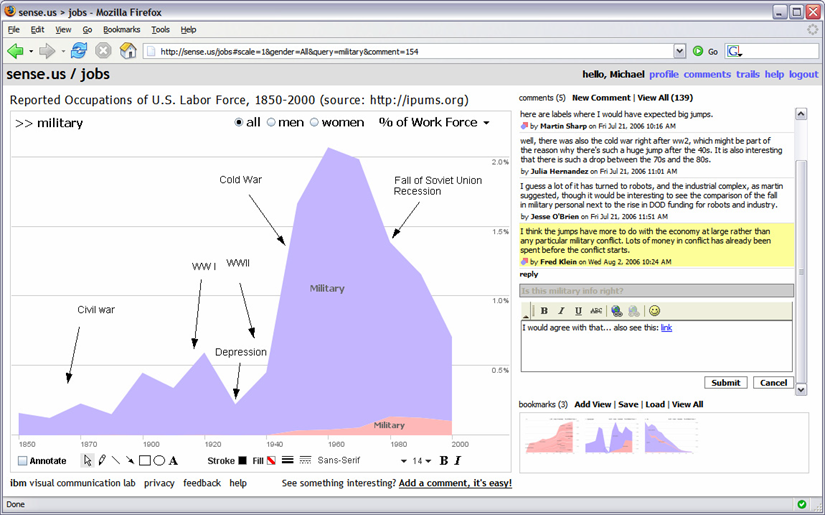 sense.us > jobs - Mozilla Firefox
File Edit View Go Bookmarks Tools Help
http://sense.us/jobs#scale=1&gender=All&query=military&comment=154
Go
G
sense.us / jobs
hello, Michael profile comments trails help logout
Reported Occupations of U.S. Labor Force, 1850-2000 (source: http://ipums.org)
>> military
all men women
% of Work Force
2.0%
1.5%
1.0%
0.5%
Cold War
Fall of Soviet Union
Recession
WW I
WWII
Military
Civil war
Depression
Military
1850 1870 1900 1920 1940 1960 1980 2000
Annotate
A
Stroke Fill
Sans-Serif
14
B I
ibm visual communication lab privacy feedback help
See something interesting? Add a comment, it's easy!
comments (5) New Comment | View All (139)
here are labels where I would have expected big jumps.
by Martin Sharp on Fri Jul 21, 2006 10:16 AM
well, there was also the cold war right after ww2, which might be part of
the reason why there's such a huge jump after the 40s. It is also interesting
that there is such a drop between the 70s and the 80s.
by Julia Hernandez on Fri Jul 21, 2006 11:01 AM
I guess a lot of it has turned to robots, and the industrial complex, as martin
suggested, though it would be interesting to see the comparison of the fall
in military personel next to the rise in DOD funding for robots and industry.
by Jesse O'Brien on Fri Jul 21, 2006 11:51 AM
I think the jumps have more to do with the economy at large rather than
any particular military conflict. Lots of money in conflict has already been
spent before the conflict starts.
by Fred Klein on Wed Aug 2, 2006 10:24 AM
reply
Is this military info right?
B I U ABC
I would agree with that... also see this: link
Submit Cancel
bookmarks (3) Add View | Save | Load | View All
Done